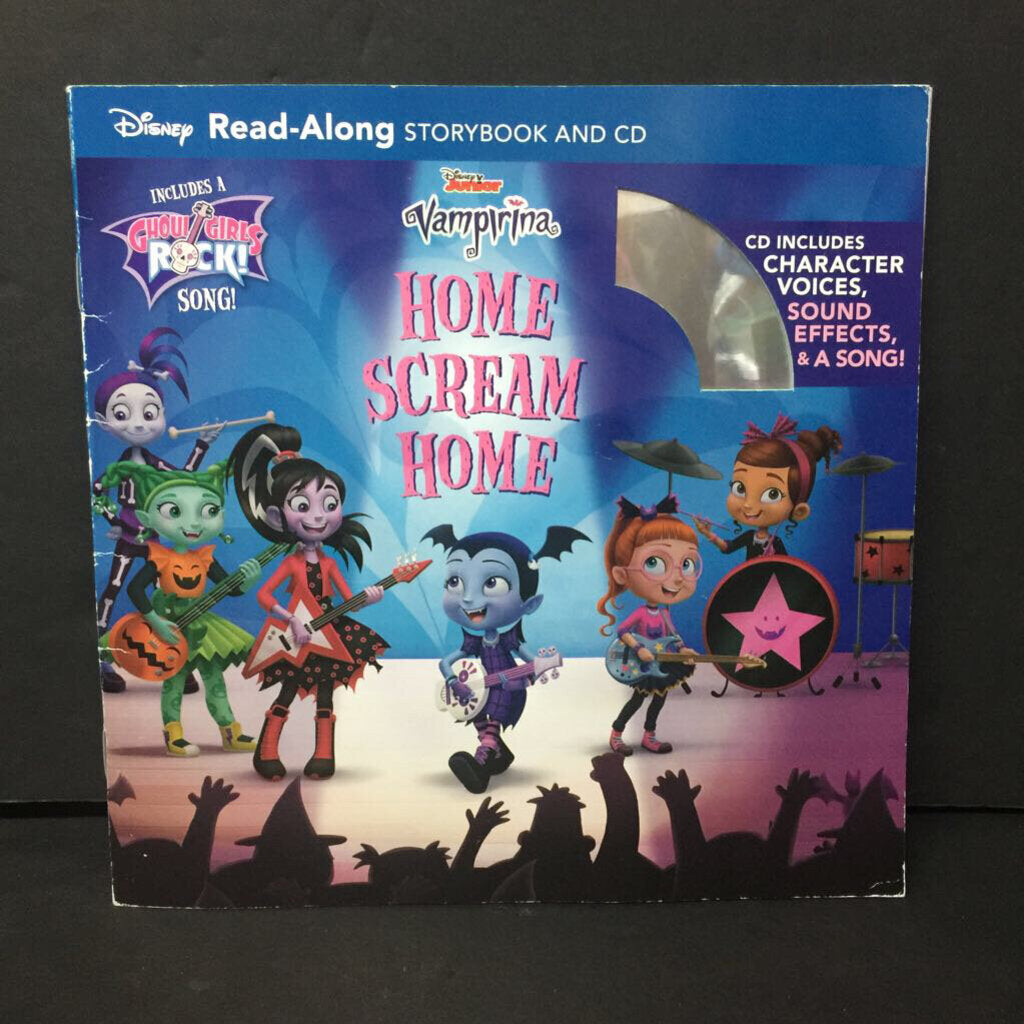 Disney Read-Along STORYBOOK AND CD
INCLUDES A
GHOUL GIRLS
ROCK!
SONG!
Disney
Junior
Vampirina
HOME
SCREAM
HOME
CD INCLUDES
CHARACTER
VOICES,
SOUND
EFFECTS,
& A SONG!